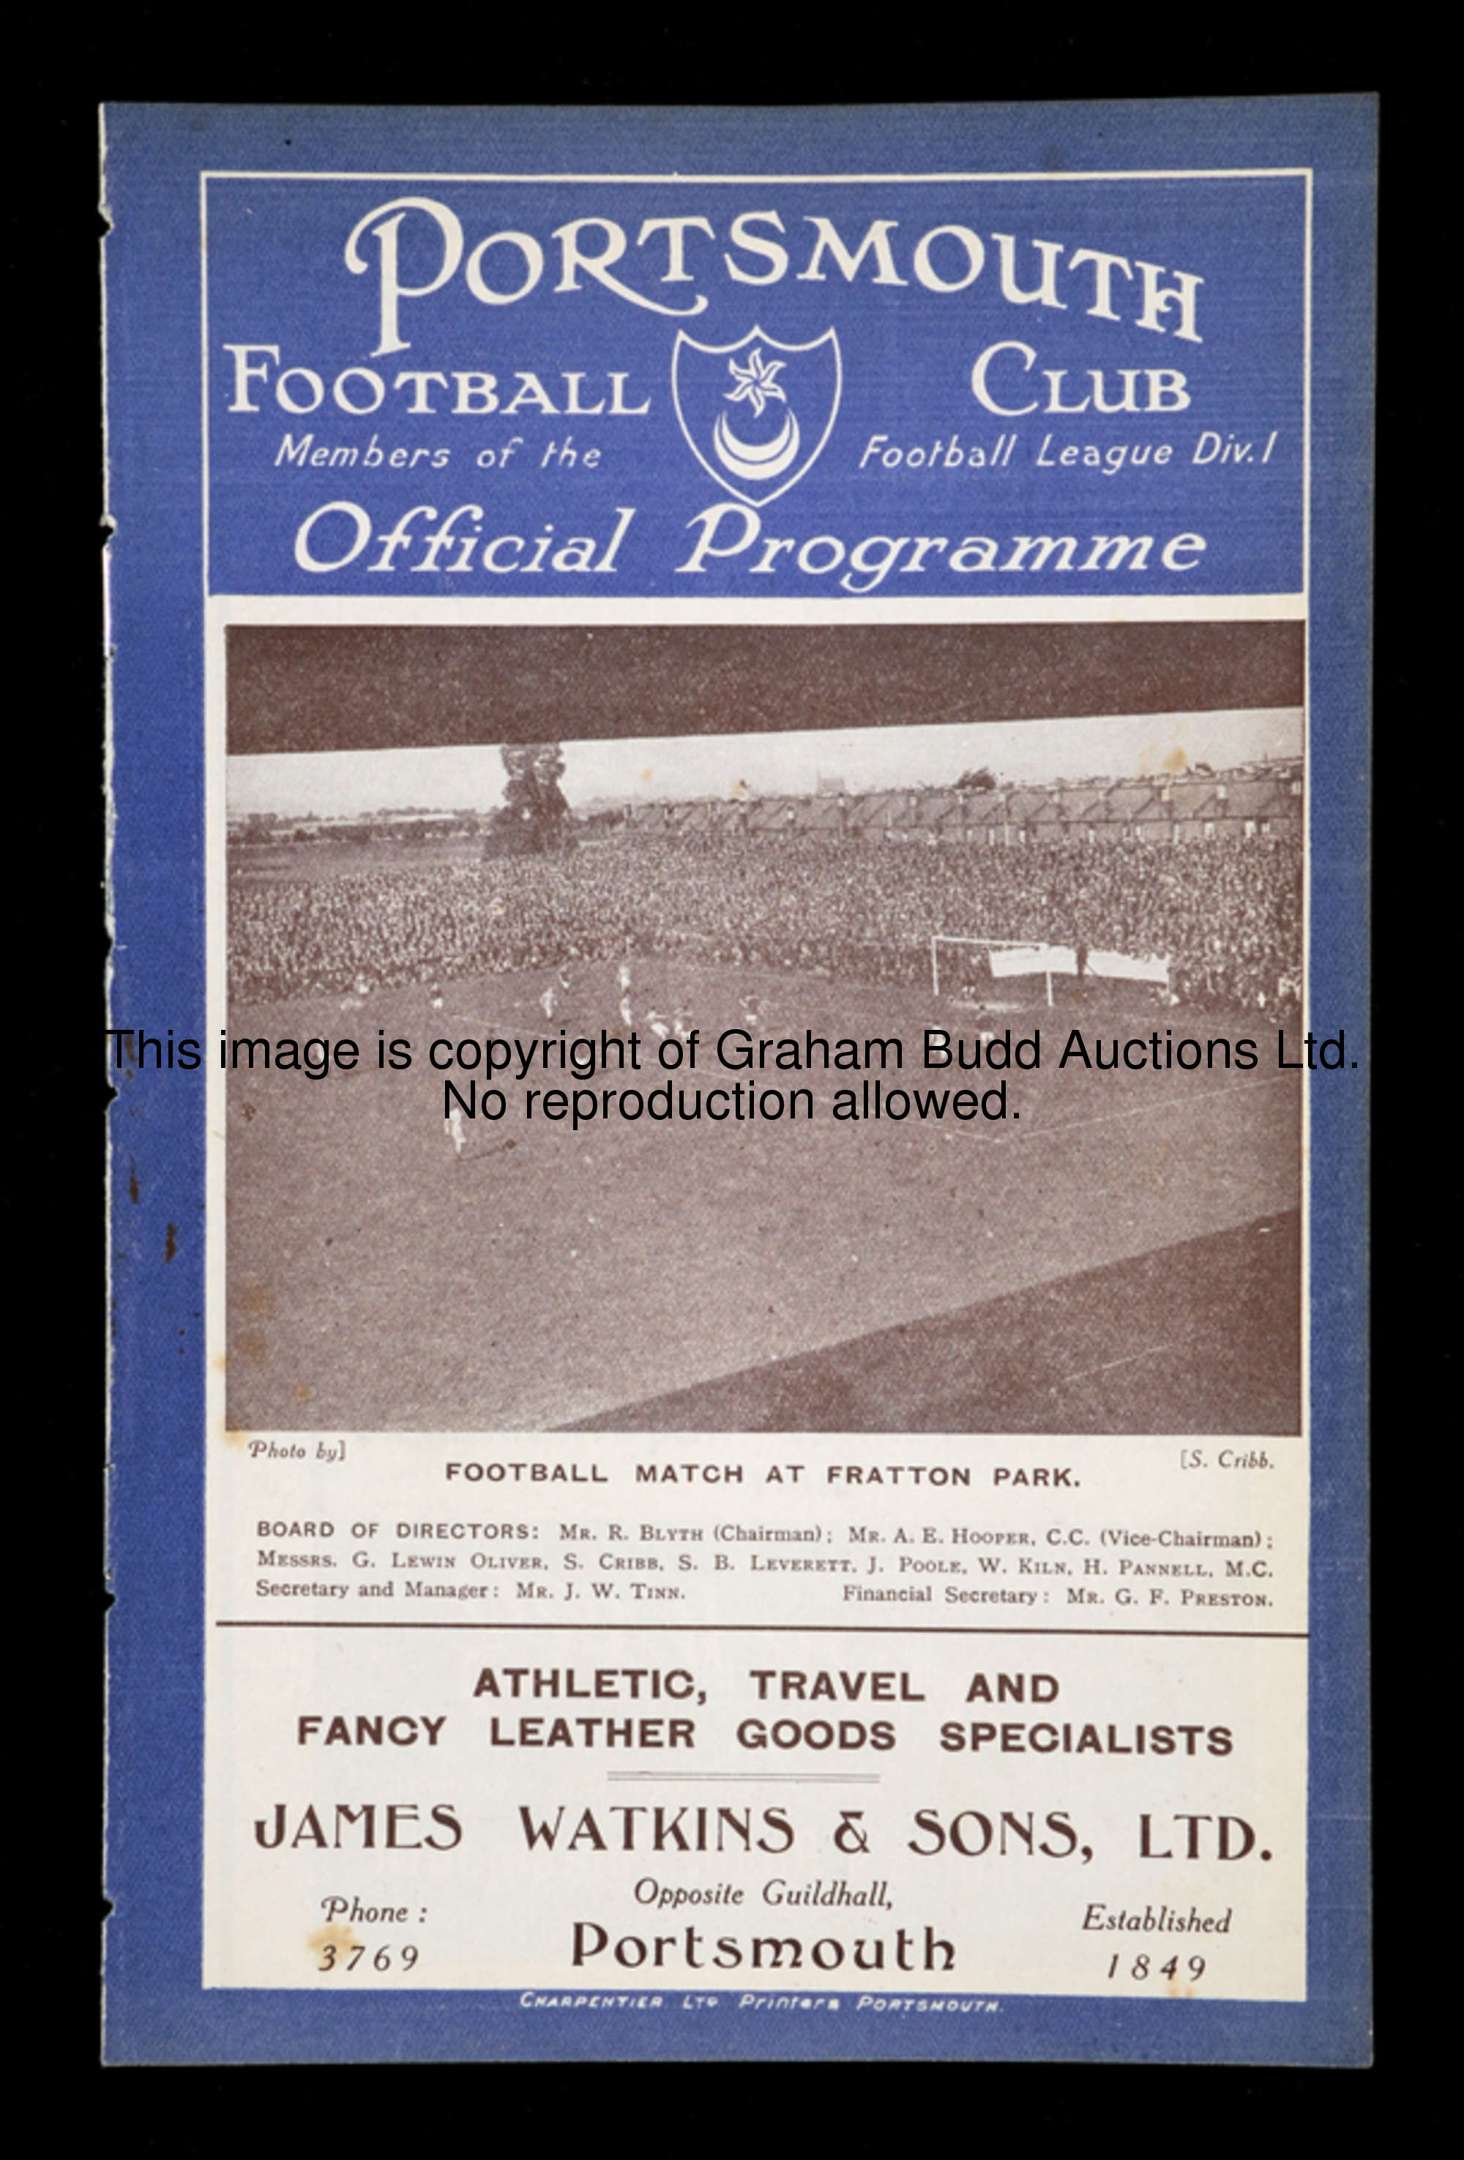 PORTSMOUTH
FOOTBALL CLUB
Members of the Football League Div. 1
Official Programme
This image is copyright of Graham Budd Auctions Ltd.
No reproduction allowed.
Photo by] [S. Cribb.
FOOTBALL MATCH AT FRATTON PARK.
BOARD OF DIRECTORS: MR. R. BLYTH (Chairman); MR. A. E. HOOPER, C.C. (Vice-Chairman);
MESSRS. G. LEWIN OLIVER, S. CRIBB, S. B. LEVERETT, J. POOLE, W. KILN, H. PANNELL, M.C.
Secretary and Manager: MR. J. W. TINN. Financial Secretary: MR. G. F. PRESTON.
ATHLETIC, TRAVEL AND
FANCY LEATHER GOODS SPECIALISTS
JAMES WATKINS & SONS, LTD.
Opposite Guildhall,
Phone: Portsmouth Established
3769 1849
CHARPENTIER LTD Printers PORTSMOUTH.